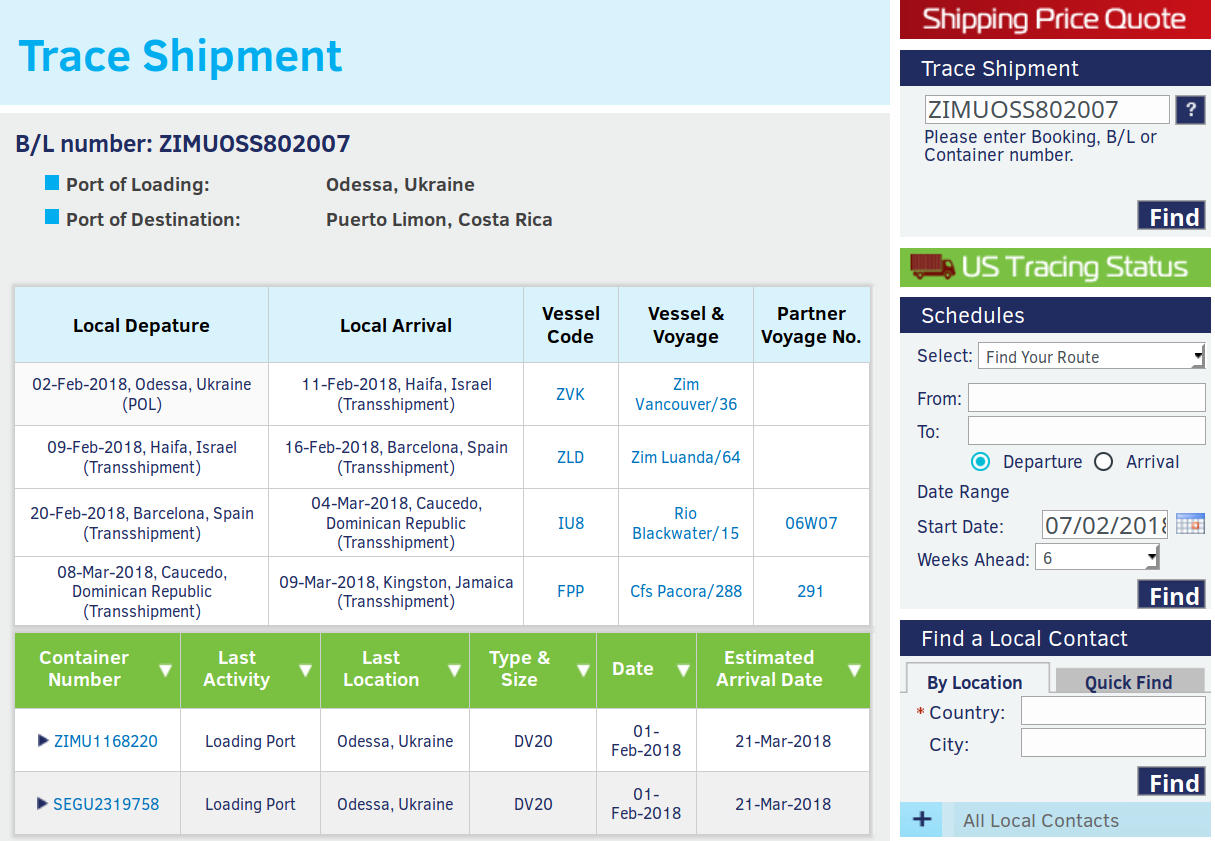 Trace Shipment
B/L number: ZIMUOSS802007
Port of Loading: Odessa, Ukraine
Port of Destination: Puerto Limon, Costa Rica
Local Depature Local Arrival Vessel Code Vessel & Voyage Partner Voyage No.
02-Feb-2018, Odessa, Ukraine (POL) 11-Feb-2018, Haifa, Israel (Transshipment) ZVK Zim Vancouver/36
09-Feb-2018, Haifa, Israel (Transshipment) 16-Feb-2018, Barcelona, Spain (Transshipment) ZLD Zim Luanda/64
20-Feb-2018, Barcelona, Spain (Transshipment) 04-Mar-2018, Caucedo, Dominican Republic (Transshipment) IU8 Rio Blackwater/15 06W07
08-Mar-2018, Caucedo, Dominican Republic (Transshipment) 09-Mar-2018, Kingston, Jamaica (Transshipment) FPP Cfs Pacora/288 291
Container Number Last Activity Last Location Type & Size Date Estimated Arrival Date
ZIMU1168220 Loading Port Odessa, Ukraine DV20 01-Feb-2018 21-Mar-2018
SEGU2319758 Loading Port Odessa, Ukraine DV20 01-Feb-2018 21-Mar-2018
Shipping Price Quote
Trace Shipment
ZIMUOSS802007 ?
Please enter Booking, B/L or
Container number.
Find
US Tracing Status
Schedules
Select: Find Your Route
From:
To:
Departure Arrival
Date Range
Start Date: 07/02/2018
Weeks Ahead: 6
Find
Find a Local Contact
By Location Quick Find
* Country:
City:
Find
+ All Local Contacts